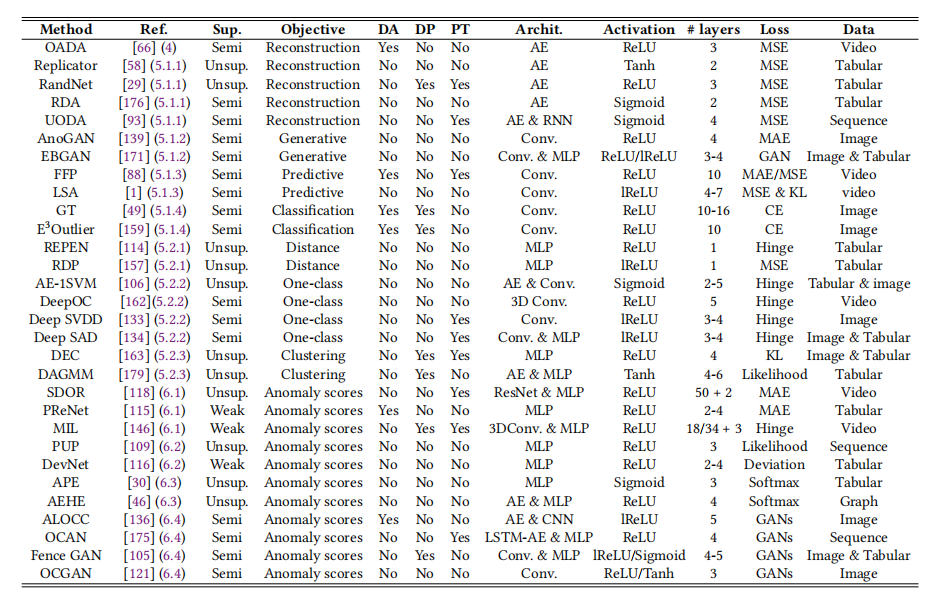 Method Ref. Sup. Objective DA DP PT Archit. Activation # layers Loss Data
OADA [66] (4) Semi Reconstruction Yes No No AE ReLU 3 MSE Video
Replicator [58] (5.1.1) Unsup. Reconstruction No No No AE Tanh 2 MSE Tabular
RandNet [29] (5.1.1) Unsup. Reconstruction No Yes Yes AE ReLU 3 MSE Tabular
RDA [176] (5.1.1) Semi Reconstruction No No No AE Sigmoid 2 MSE Tabular
UODA [93] (5.1.1) Semi Reconstruction No No Yes AE & RNN Sigmoid 4 MSE Sequence
AnoGAN [139] (5.1.2) Semi Generative No No No Conv. ReLU 4 MAE Image
EBGAN [171] (5.1.2) Semi Generative No No No Conv. & MLP ReLU/lReLU 3-4 GAN Image & Tabular
FFP [88] (5.1.3) Semi Predictive Yes No Yes Conv. ReLU 10 MAE/MSE Video
LSA [1] (5.1.3) Semi Predictive No No No Conv. lReLU 4-7 MSE & KL video
GT [49] (5.1.4) Semi Classification Yes Yes No Conv. ReLU 10-16 CE Image
E³Outlier [159] (5.1.4) Semi Classification Yes Yes No Conv. ReLU 10 CE Image
REPEN [114] (5.2.1) Unsup. Distance No No No MLP ReLU 1 Hinge Tabular
RDP [157] (5.2.1) Unsup. Distance No No No MLP lReLU 1 MSE Tabular
AE-1SVM [106] (5.2.2) Unsup. One-class No No No AE & Conv. Sigmoid 2-5 Hinge Tabular & image
DeepOC [162](5.2.2) Semi One-class No No No 3D Conv. ReLU 5 Hinge Video
Deep SVDD [133] (5.2.2) Semi One-class No No Yes Conv. lReLU 3-4 Hinge Image
Deep SAD [134] (5.2.2) Semi One-class No No Yes Conv. & MLP lReLU 3-4 Hinge Image & Tabular
DEC [163] (5.2.3) Unsup. Clustering No Yes Yes MLP ReLU 4 KL Image & Tabular
DAGMM [179] (5.2.3) Unsup. Clustering No Yes No AE & MLP Tanh 4-6 Likelihood Tabular
SDOR [118] (6.1) Unsup. Anomaly scores No No Yes ResNet & MLP ReLU 50 + 2 MAE Video
PReNet [115] (6.1) Weak Anomaly scores Yes No No MLP ReLU 2-4 MAE Tabular
MIL [146] (6.1) Weak Anomaly scores No Yes Yes 3DConv. & MLP ReLU 18/34 + 3 Hinge Video
PUP [109] (6.2) Unsup. Anomaly scores No No No MLP ReLU 3 Likelihood Sequence
DevNet [116] (6.2) Weak Anomaly scores No No No MLP ReLU 2-4 Deviation Tabular
APE [30] (6.3) Unsup. Anomaly scores No No No MLP Sigmoid 3 Softmax Tabular
AEHE [46] (6.3) Unsup. Anomaly scores No No No AE & MLP ReLU 4 Softmax Graph
ALOCC [136] (6.4) Semi Anomaly scores Yes No No AE & CNN lReLU 5 GANs Image
OCAN [175] (6.4) Semi Anomaly scores No No Yes LSTM-AE & MLP ReLU 4 GANs Sequence
Fence GAN [105] (6.4) Semi Anomaly scores No Yes No Conv. & MLP lReLU/Sigmoid 4-5 GANs Image & Tabular
OCGAN [121] (6.4) Semi Anomaly scores No No No Conv. ReLU/Tanh 3 GANs Image